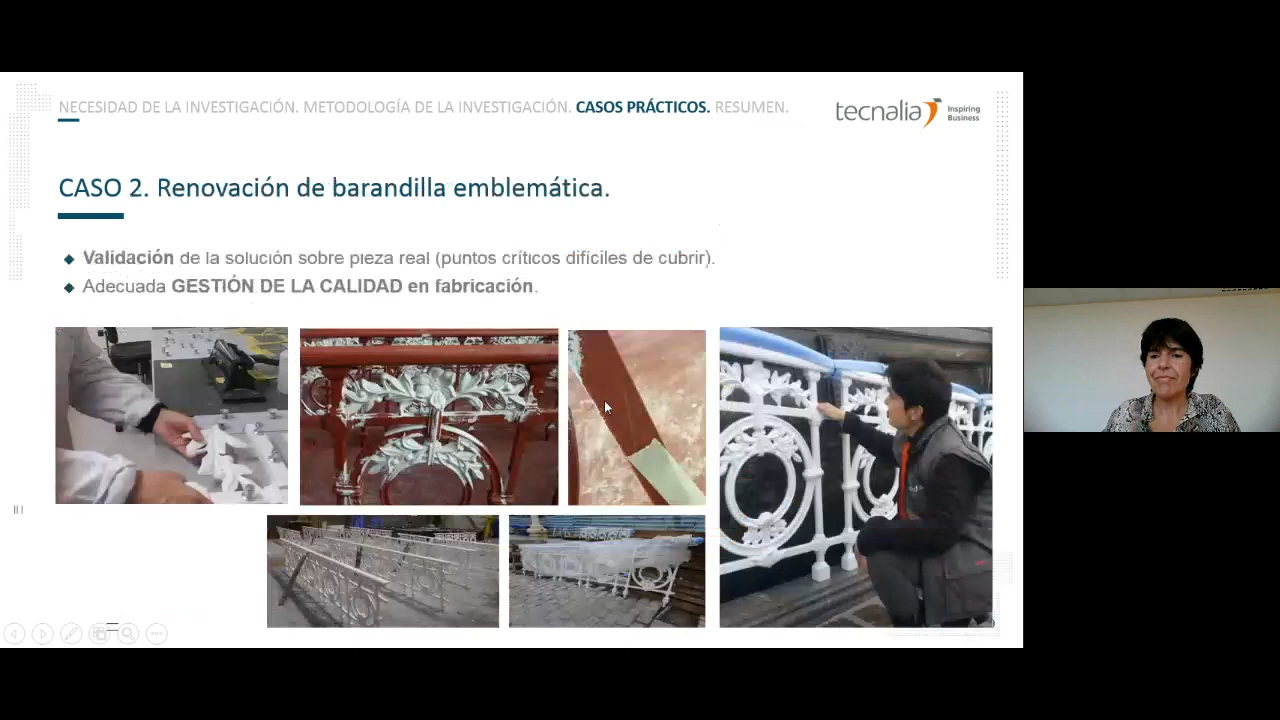 NECESIDAD DE LA INVESTIGACIÓN. METODOLOGÍA DE LA INVESTIGACIÓN. CASOS PRÁCTICOS. RESUMEN.
tecnalia Inspiring Business
CASO 2. Renovación de barandilla emblemática.
Validación de la solución sobre pieza real (puntos críticos difíciles de cubrir).
Adecuada GESTIÓN DE LA CALIDAD en fabricación.